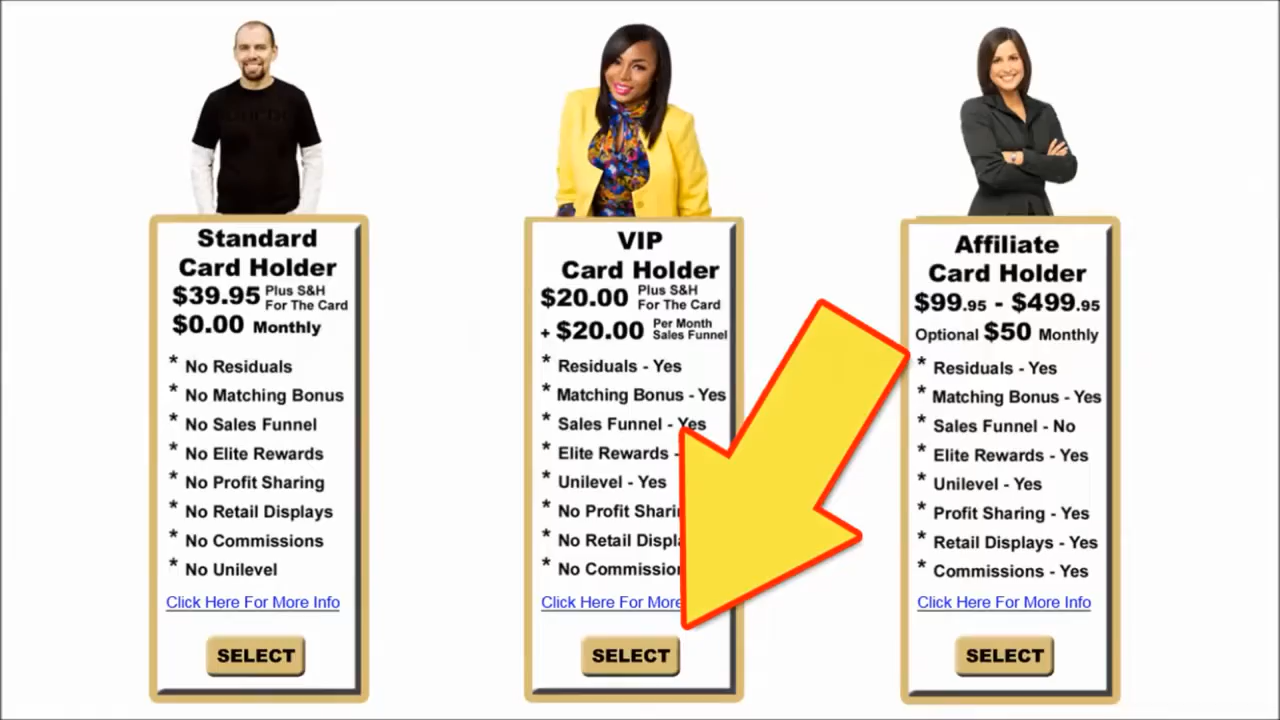 Standard
Card Holder
$39.95 Plus S&H
For The Card
$0.00 Monthly
* No Residuals
* No Matching Bonus
* No Sales Funnel
* No Elite Rewards
* No Profit Sharing
* No Retail Displays
* No Commissions
* No Unilevel
Click Here For More Info
SELECT
VIP
Card Holder
$20.00 Plus S&H
For The Card
+ $20.00 Per Month
Sales Funnel
* Residuals - Yes
* Matching Bonus - Yes
* Sales Funnel - Yes
* Elite Rewards -
* Unilevel - Yes
* No Profit
* No Retail
* No
Click Here For More
SELECT
Affiliate
Card Holder
$99.95 - $499.95
Optional $50 Monthly
* Residuals - Yes
* Matching Bonus - Yes
* Sales Funnel - No
* Elite Rewards - Yes
* Unilevel - Yes
* Profit Sharing - Yes
* Retail Displays - Yes
* Commissions - Yes
Click Here For More Info
SELECT